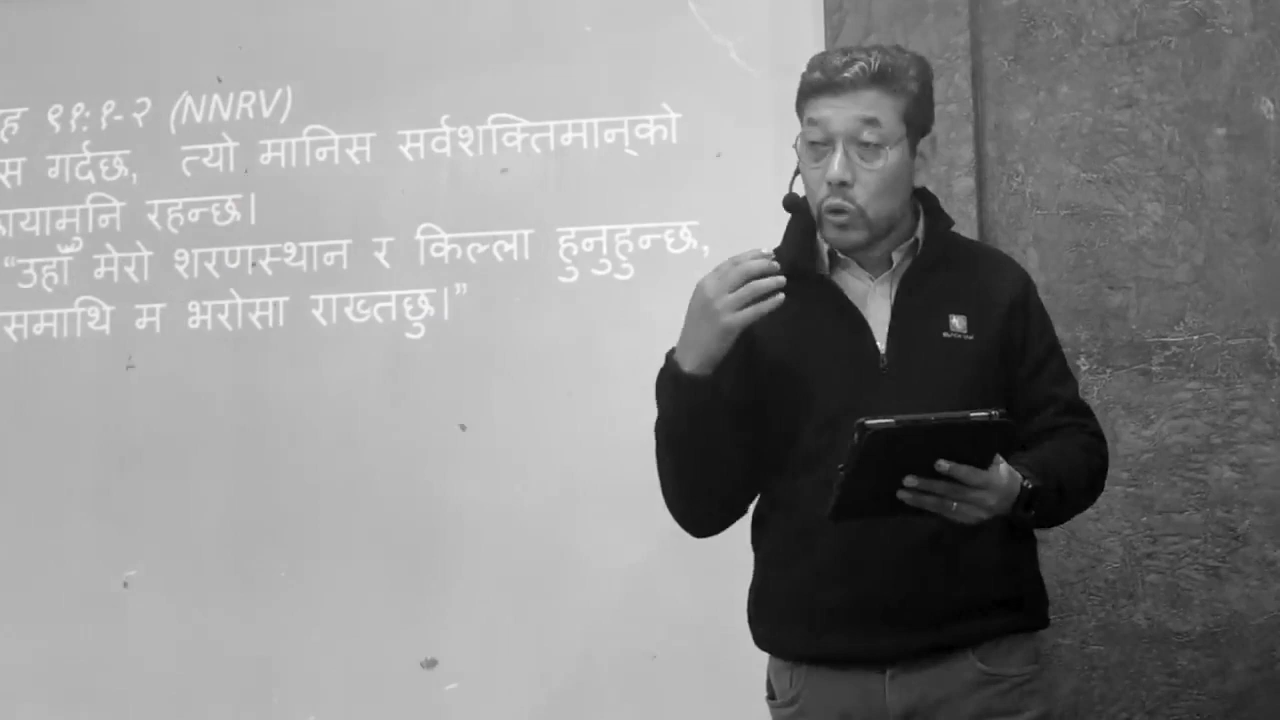 ह ९१:१-२ (NNRV)
स गर्दछ, त्यो मानिस सर्वशक्तिमान्‌को
ायामुनि रहन्छ।
“उहाँ मेरो शरणस्थान र किल्ला हुनुहुन्छ,
समाथि म भरोसा राख्तछु।”